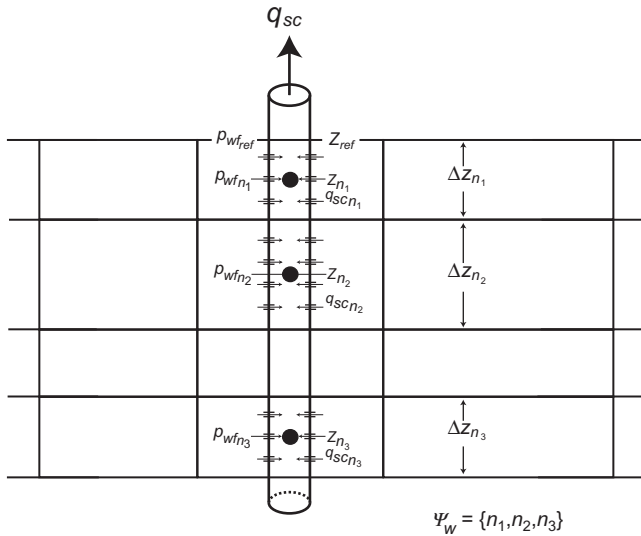 q_sc
p_wf_ref Z_ref
p_wf_n₁ Z_n₁ Δz_n₁
q_sc_n₁
p_wf_n₂ Z_n₂ Δz_n₂
q_sc_n₂
p_wf_n₃ Z_n₃ Δz_n₃
q_sc_n₃
Ψ_w = {n₁,n₂,n₃}